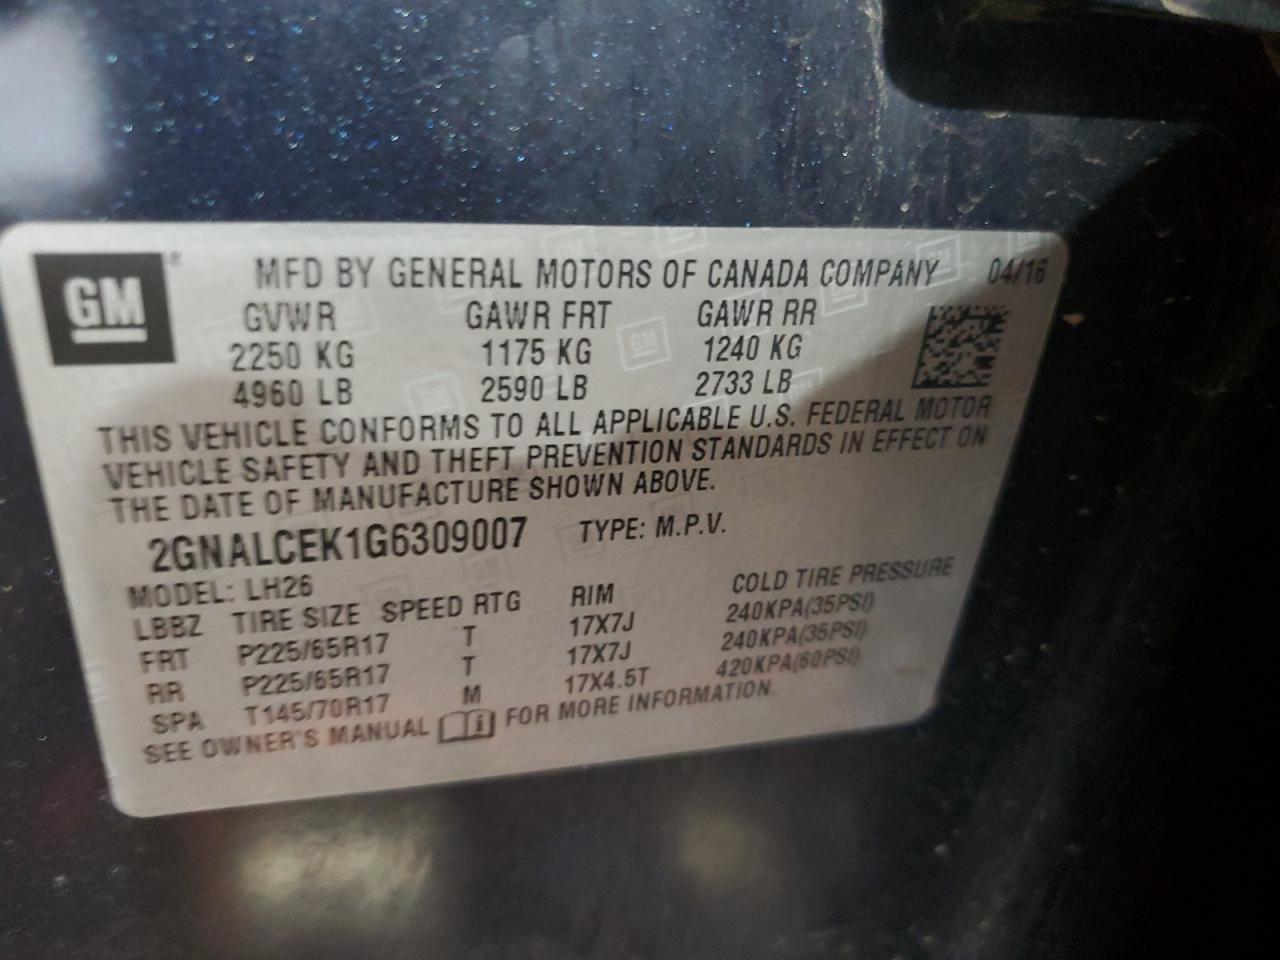 GM ® MFD BY GENERAL MOTORS OF CANADA COMPANY 04/16
GVWR GAWR FRT GAWR RR
2250 KG 1175 KG 1240 KG
4960 LB 2590 LB 2733 LB
THIS VEHICLE CONFORMS TO ALL APPLICABLE U.S. FEDERAL MOTOR
VEHICLE SAFETY AND THEFT PREVENTION STANDARDS IN EFFECT ON
THE DATE OF MANUFACTURE SHOWN ABOVE.
2GNALCEK1G6309007 TYPE: M.P.V.
MODEL: LH26
LBBZ TIRE SIZE SPEED RTG RIM COLD TIRE PRESSURE
FRT P225/65R17 T 17X7J 240KPA(35PSI)
RR P225/65R17 T 17X7J 240KPA(35PSI)
SPA T145/70R17 M 17X4.5T 420KPA(60PSI)
SEE OWNER'S MANUAL FOR MORE INFORMATION.